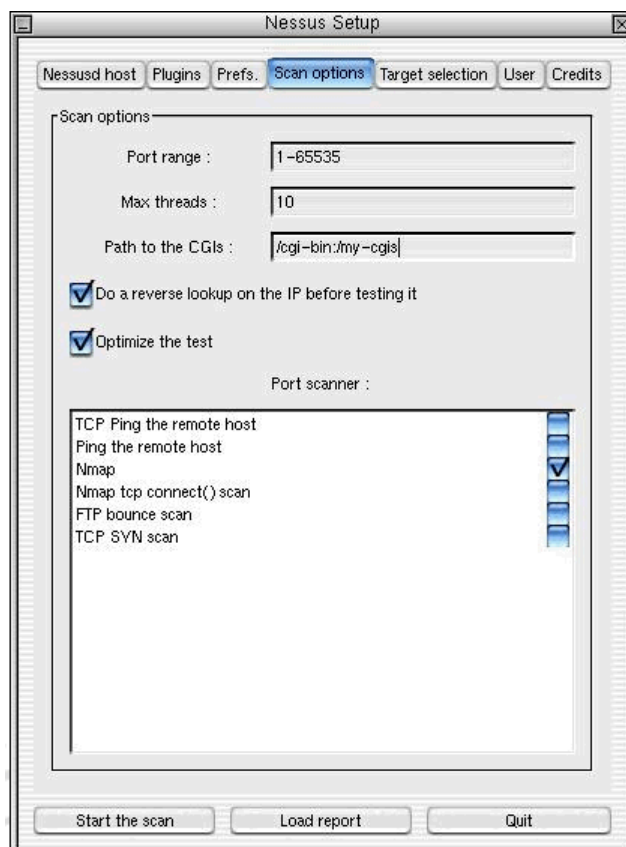 Nessus Setup
Nessusd host Plugins Prefs. Scan options Target selection User Credits
Scan options
Port range : 1-65535
Max threads : 10
Path to the CGIs : /cgi-bin:/my-cgis
Do a reverse lookup on the IP before testing it
Optimize the test
Port scanner :
TCP Ping the remote host
Ping the remote host
Nmap
Nmap tcp connect() scan
FTP bounce scan
TCP SYN scan
Start the scan Load report Quit